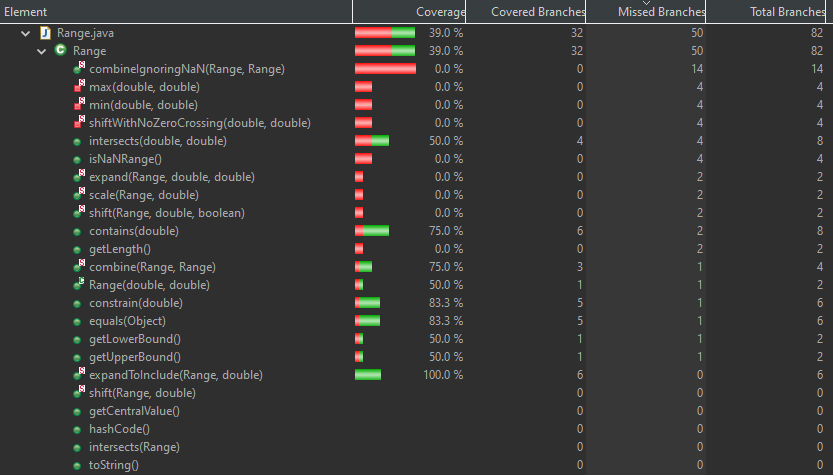 Element Coverage Covered Branches Missed Branches Total Branches
Range.java 39.0 % 32 50 82
Range 39.0 % 32 50 82
combineIgnoringNaN(Range, Range) 0.0 % 0 14 14
max(double, double) 0.0 % 0 4 4
min(double, double) 0.0 % 0 4 4
shiftWithNoZeroCrossing(double, double) 0.0 % 0 4 4
intersects(double, double) 50.0 % 4 4 8
isNaNRange() 0.0 % 0 4 4
expand(Range, double, double) 0.0 % 0 2 2
scale(Range, double) 0.0 % 0 2 2
shift(Range, double, boolean) 0.0 % 0 2 2
contains(double) 75.0 % 6 2 8
getLength() 0.0 % 0 2 2
combine(Range, Range) 75.0 % 3 1 4
Range(double, double) 50.0 % 1 1 2
constrain(double) 83.3 % 5 1 6
equals(Object) 83.3 % 5 1 6
getLowerBound() 50.0 % 1 1 2
getUpperBound() 50.0 % 1 1 2
expandToInclude(Range, double) 100.0 % 6 0 6
shift(Range, double) 0 0 0
getCentralValue() 0 0 0
hashCode() 0 0 0
intersects(Range) 0 0 0
toString() 0 0 0